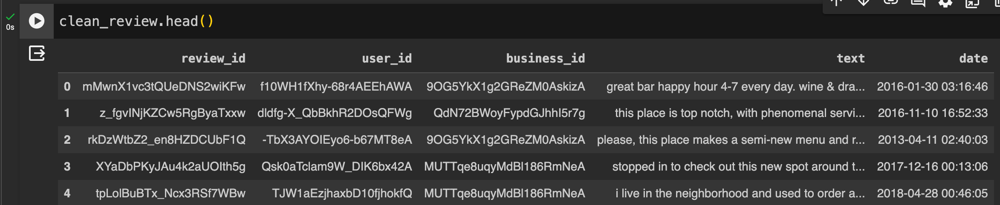 clean_review.head()
0s
review_id user_id business_id text date
0 mMwnX1vc3tQUeDNS2wiKFw f10WH1fXhy-68r4AEEhAWA 9OG5YkX1g2GReZM0AskizA great bar happy hour 4-7 every day. wine & dra... 2016-01-30 03:16:46
1 z_fgvINjKZCw5RgByaTxxw dldfg-X_QbBkhR2DOsQFWg QdN72BWoyFypdGJhhI5r7g this place is top notch, with phenomenal servi... 2016-11-10 16:52:33
2 rkDzWtbZ2_en8HZDCUbF1Q -TbX3AYOIEyo6-b67MT8eA 9OG5YkX1g2GReZM0AskizA please, this place makes a semi-new menu and r... 2013-04-11 02:40:03
3 XYaDbPKyJAu4k2aUOIth5g Qsk0aTclam9W_DIK6bx42A MUTTqe8uqyMdBl186RmNeA stopped in to check out this new spot around t... 2017-12-16 00:13:06
4 tpLolBuBTx_Ncx3RSf7WBw TJW1aEzjhaxbD10fjhokfQ MUTTqe8uqyMdBl186RmNeA i live in the neighborhood and used to order a... 2018-04-28 00:46:05